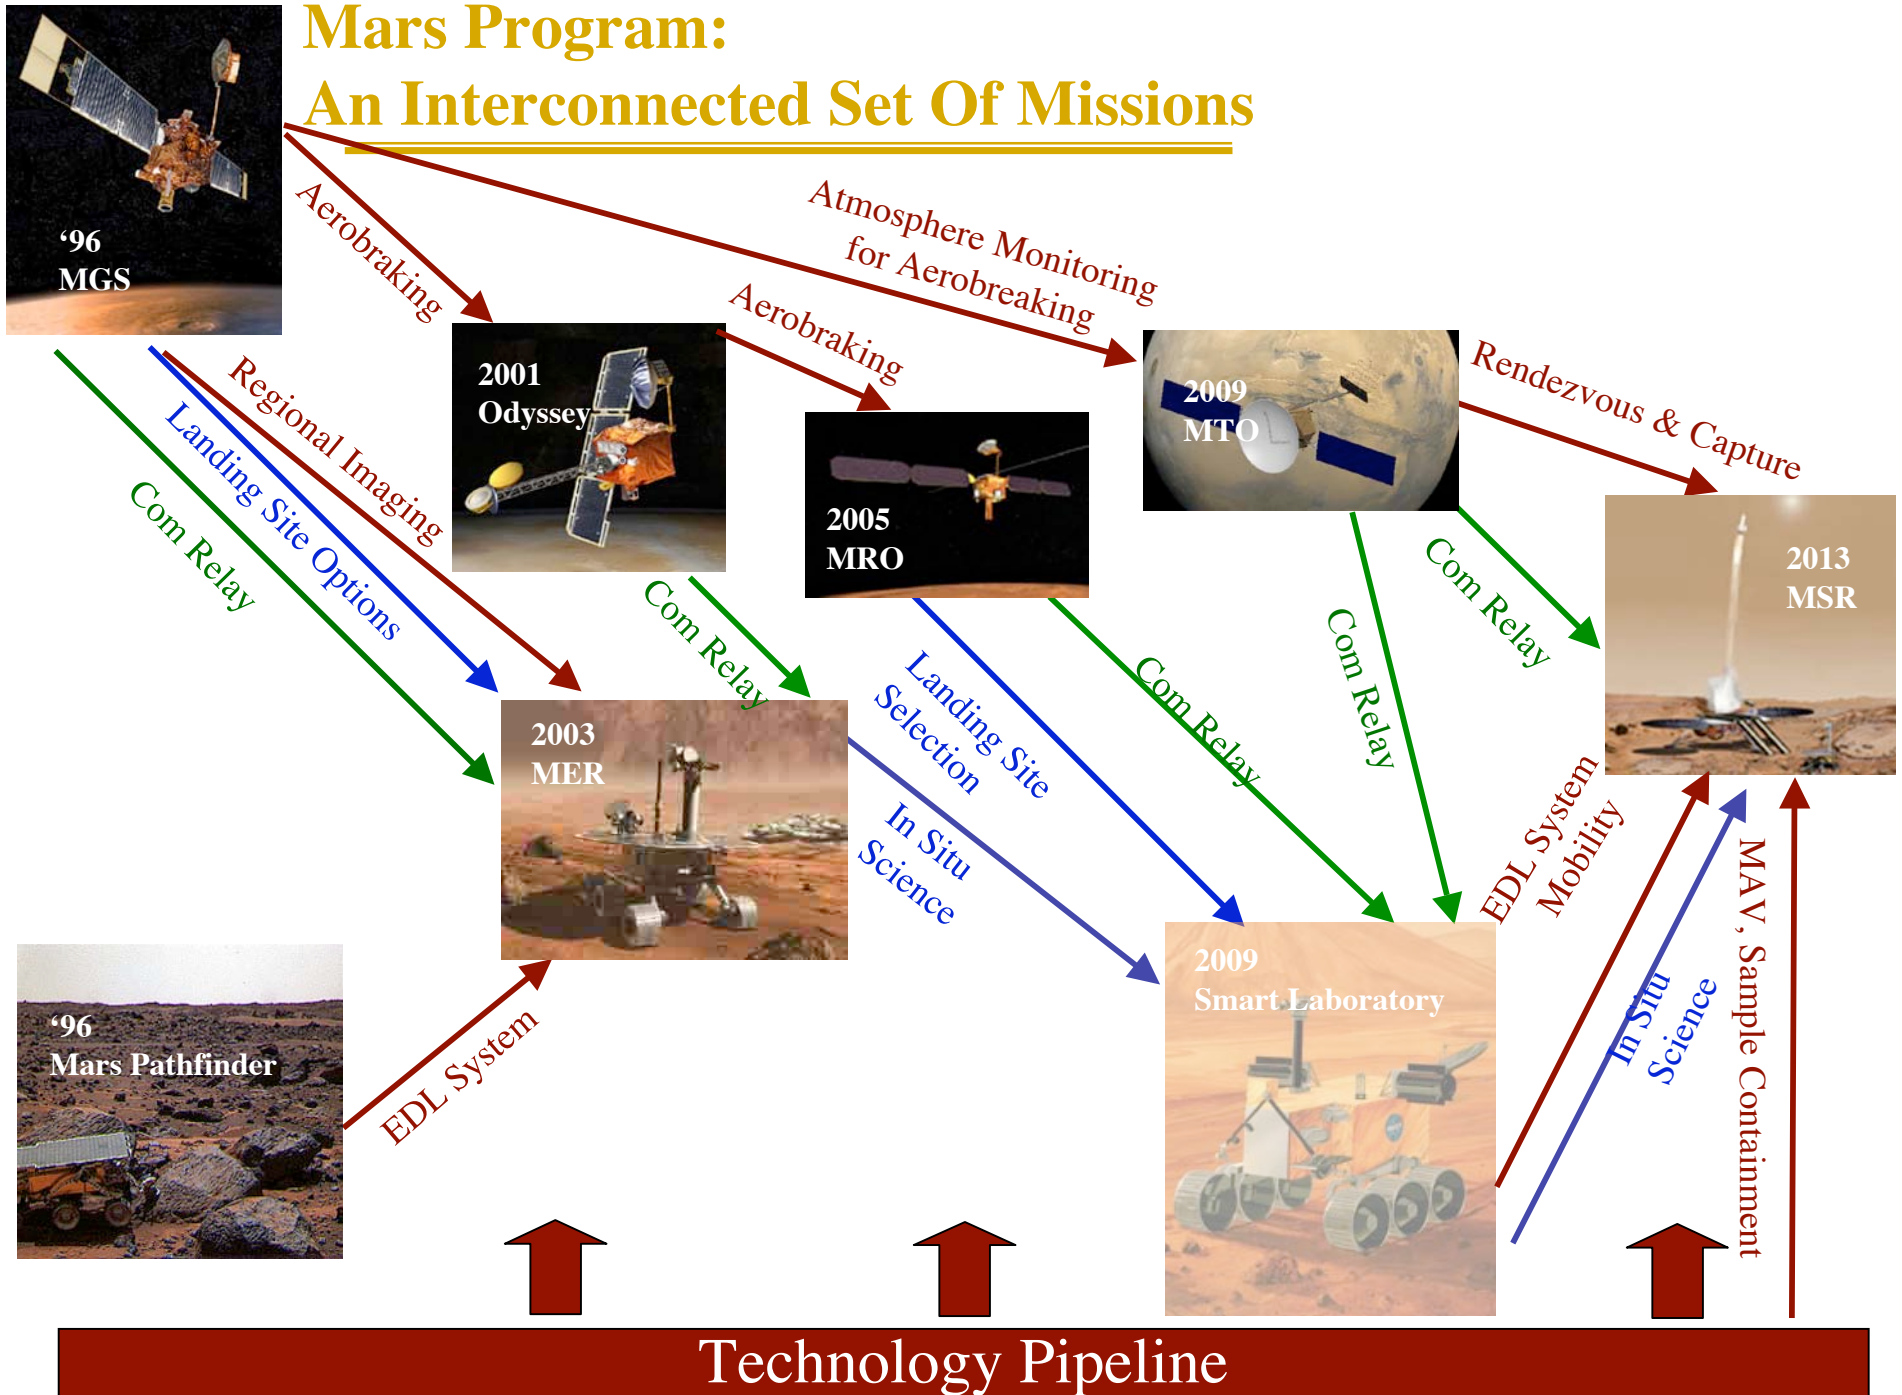 Mars Program:
An Interconnected Set Of Missions
‘96
MGS
Aerobraking
Atmosphere Monitoring
for Aerobreaking
Aerobraking
Rendezvous & Capture
2001
Odyssey
2009
MTO
2005
MRO
2013
MSR
Regional Imaging
Landing Site Options
Com Relay
Com Relay
Landing Site
Selection
Com Relay
Com Relay
Com Relay
2003
MER
In Situ
Science
EDL System
Mobility
‘96
Mars Pathfinder
EDL System
2009
Smart Laboratory
In Situ
Science
MAV, Sample Containment
Technology Pipeline